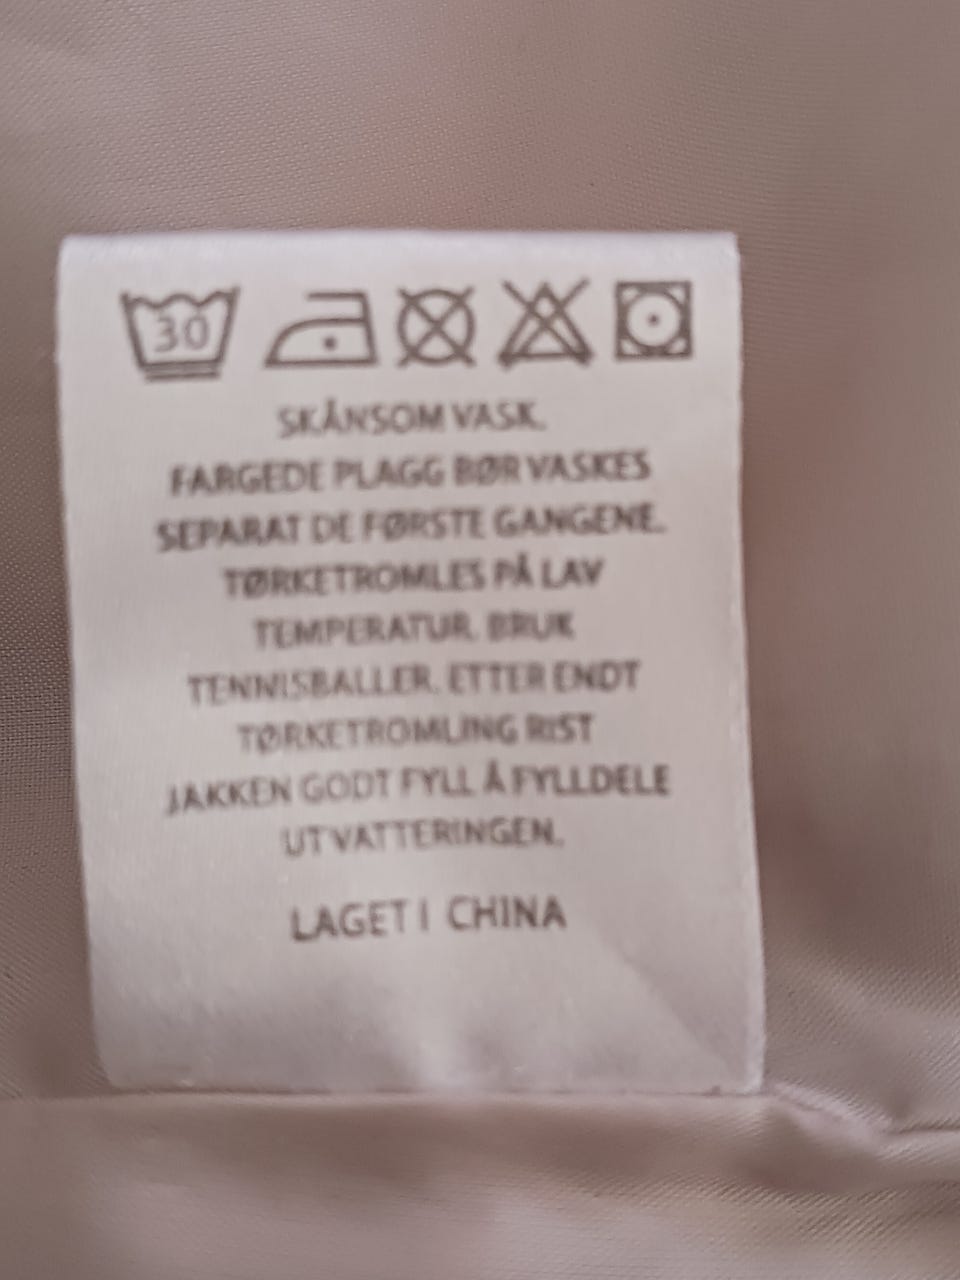 30
SKÅNSOM VASK.
FARGEDE PLAGG BØR VASKES
SEPARAT DE FØRSTE GANGENE.
TØRKETROMLES PÅ LAV
TEMPERATUR. BRUK
TENNISBALLER. ETTER ENDT
TØRKETROMLING RIST
JAKKEN GODT FYLL Å FYLLDELE
UT VATTERINGEN.
LAGET I CHINA